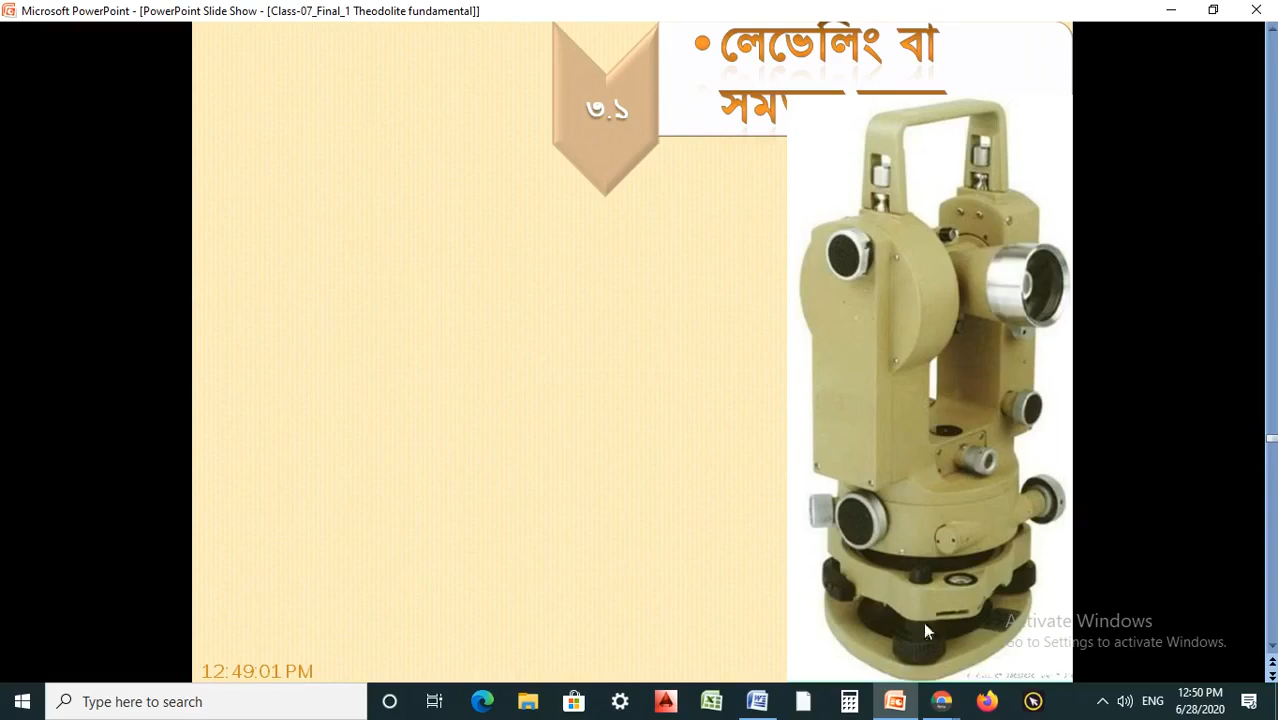 Microsoft PowerPoint - [PowerPoint Slide Show - [Class-07_Final_1 Theodolite fundamental]]
• লেভেলিং বা
৩.১
Activate Windows
Go to Settings to activate Windows.
12:49:01 PM
Type here to search
ENG
12:50 PM
6/28/2020